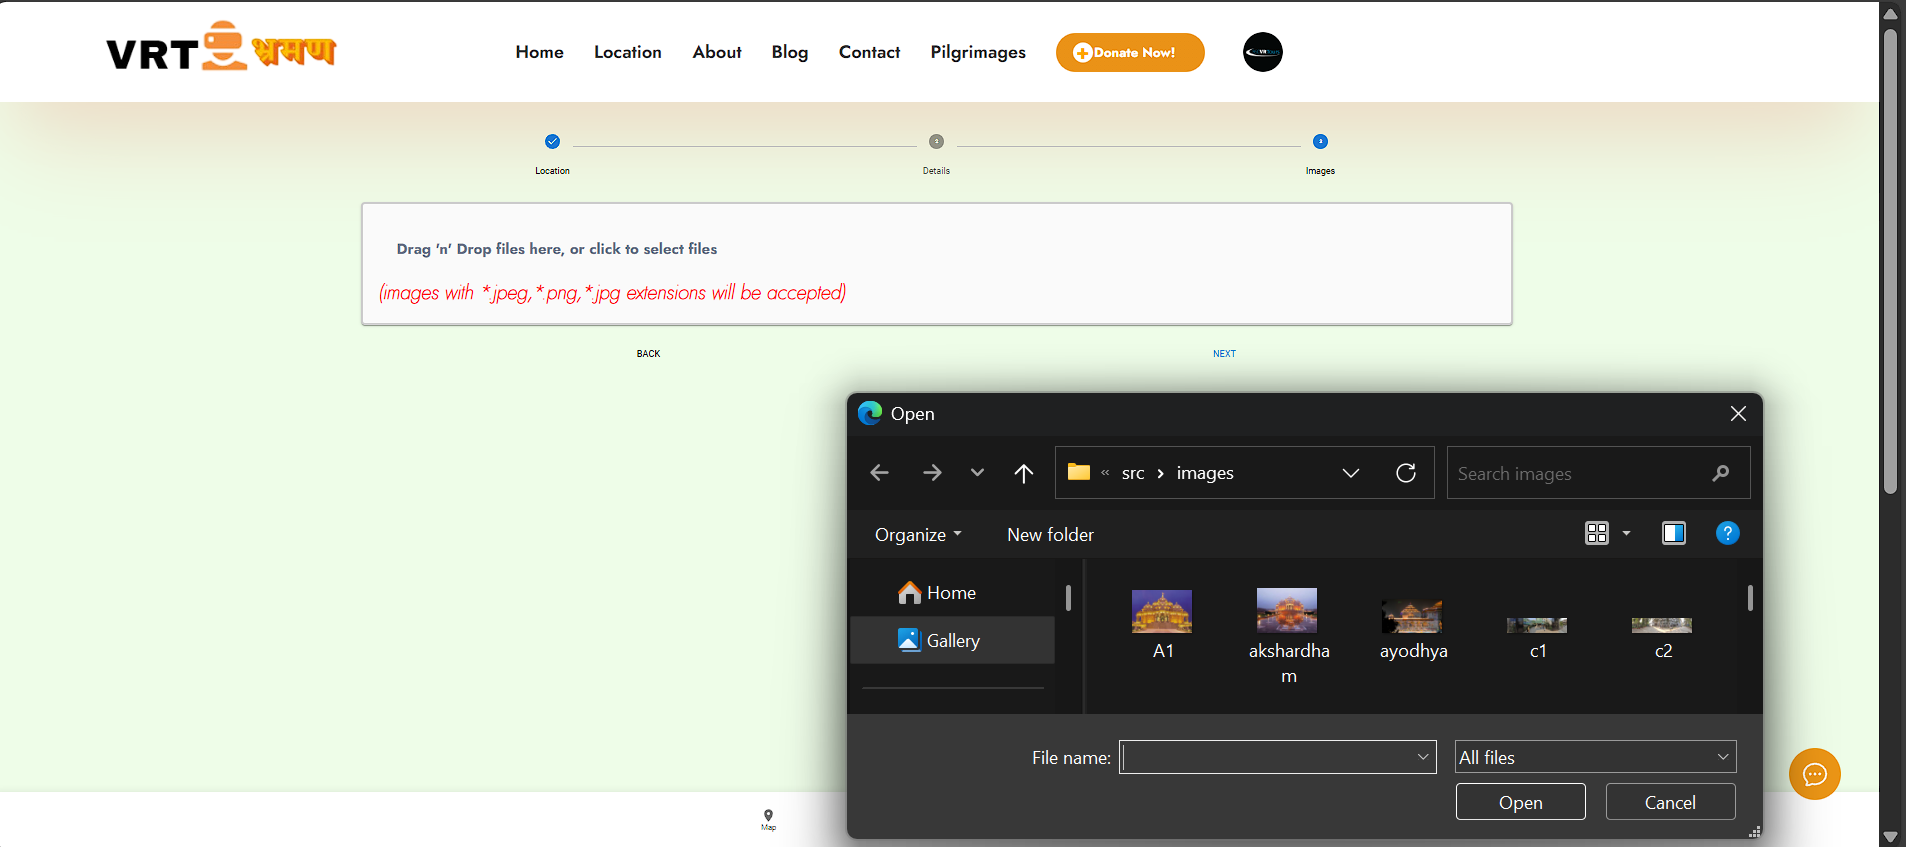 VRT भ्रमण
Home Location About Blog Contact Pilgrimages Donate Now!
Location Details Images
Drag 'n' Drop files here, or click to select files
(images with *.jpeg,*.png,*.jpg extensions will be accepted)
BACK NEXT
Open
« src › images
Search images
Organize New folder
Home
Gallery
A1 akshardham ayodhya c1 c2
File name: All files
Open Cancel
Map